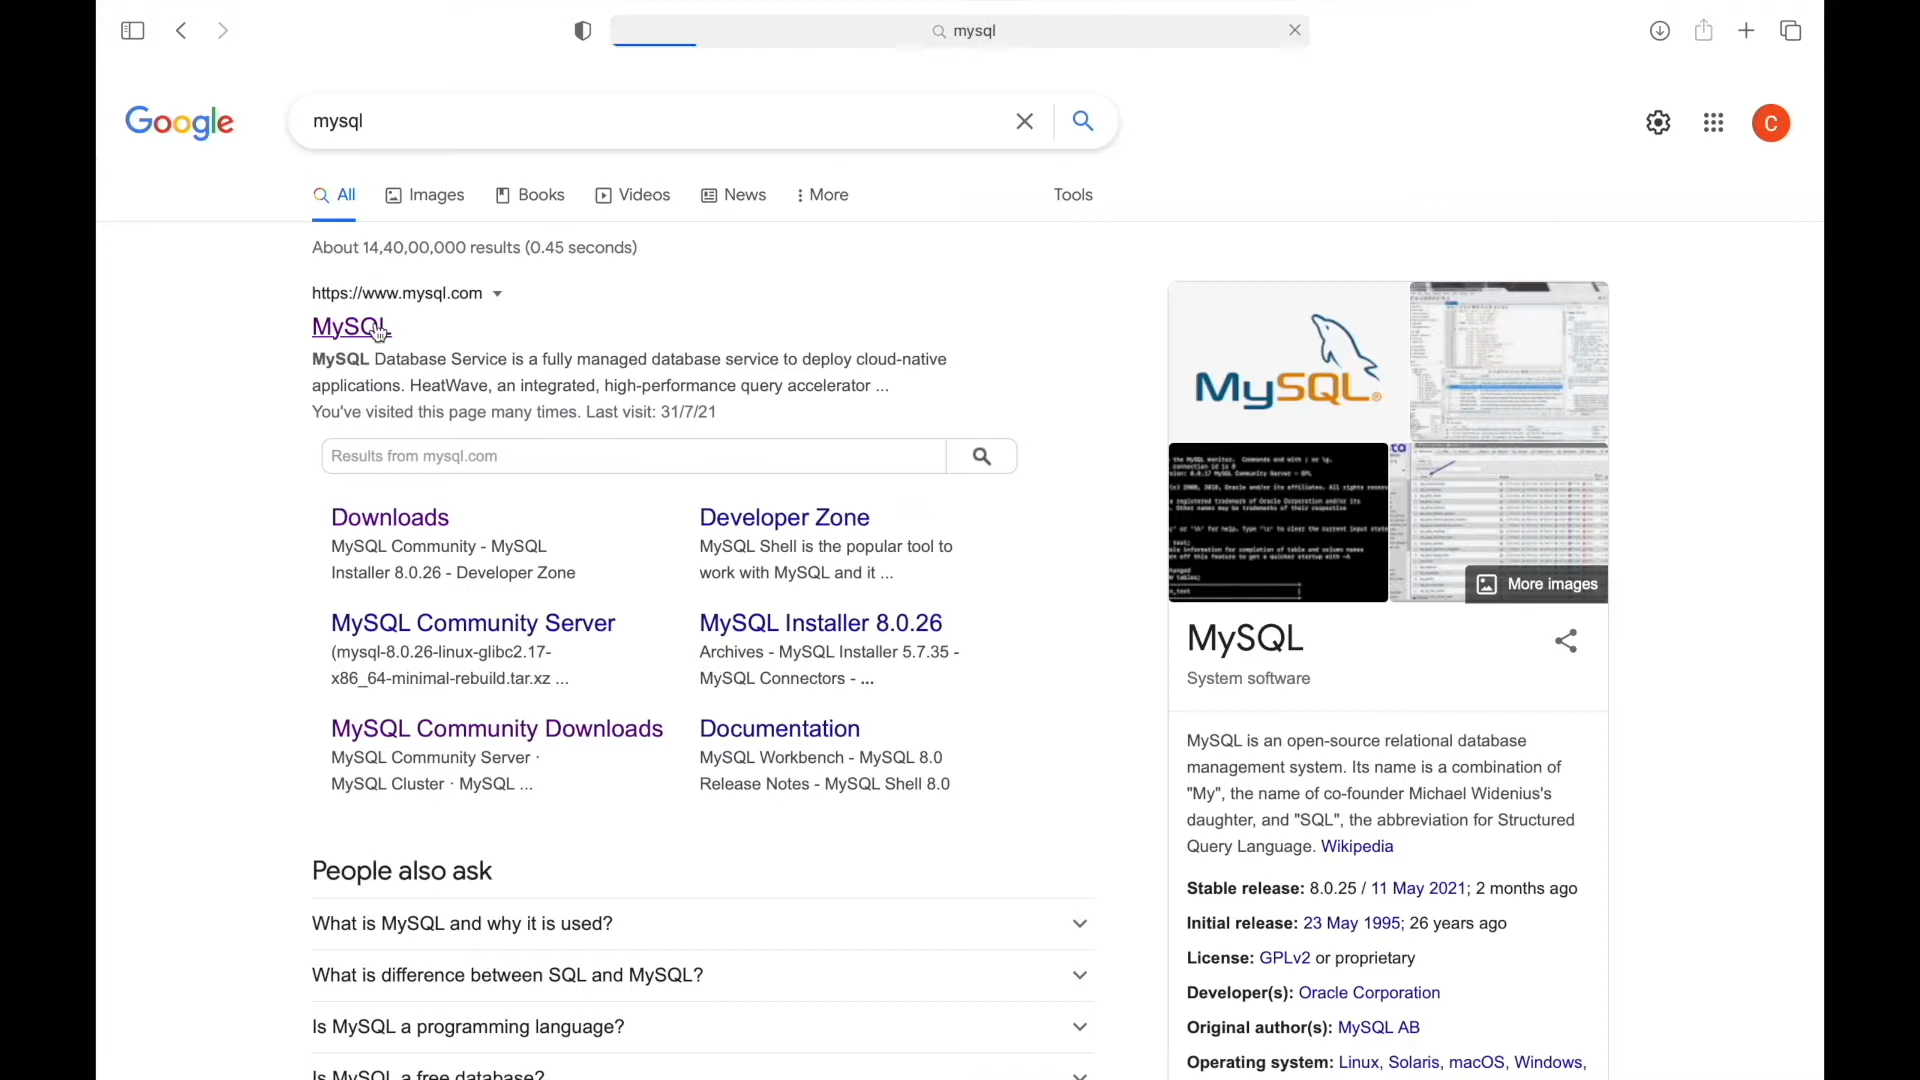 mysql
Google
mysql
C
All
Images
Books
Videos
News
More
Tools
About 14,40,00,000 results (0.45 seconds)
https://www.mysql.com
MySQL
MySQL Database Service is a fully managed database service to deploy cloud-native
applications. HeatWave, an integrated, high-performance query accelerator ...
You've visited this page many times. Last visit: 31/7/21
Results from mysql.com
Downloads
MySQL Community - MySQL
Installer 8.0.26 - Developer Zone
Developer Zone
MySQL Shell is the popular tool to
work with MySQL and it ...
MySQL Community Server
(mysql-8.0.26-linux-glibc2.17-
x86_64-minimal-rebuild.tar.xz ...
MySQL Installer 8.0.26
Archives - MySQL Installer 5.7.35 -
MySQL Connectors - ...
MySQL Community Downloads
MySQL Community Server ·
MySQL Cluster · MySQL ...
Documentation
MySQL Workbench - MySQL 8.0
Release Notes - MySQL Shell 8.0
People also ask
What is MySQL and why it is used?
What is difference between SQL and MySQL?
Is MySQL a programming language?
Is MySQL a free database?
MySQL®
More images
MySQL
System software
MySQL is an open-source relational database
management system. Its name is a combination of
"My", the name of co-founder Michael Widenius's
daughter, and "SQL", the abbreviation for Structured
Query Language. Wikipedia
Stable release: 8.0.25 / 11 May 2021; 2 months ago
Initial release: 23 May 1995; 26 years ago
License: GPLv2 or proprietary
Developer(s): Oracle Corporation
Original author(s): MySQL AB
Operating system: Linux, Solaris, macOS, Windows,